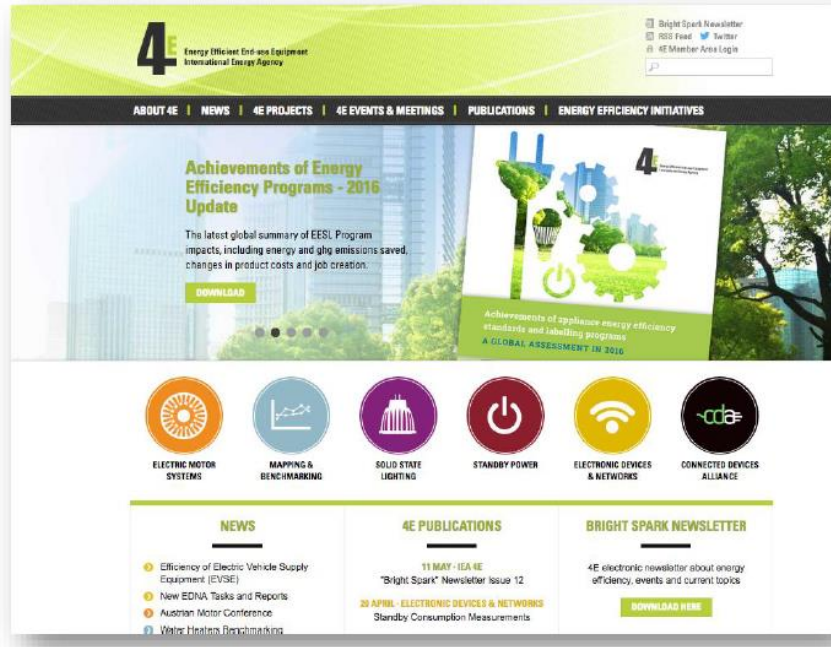 4E
Energy Efficient End-use Equipment
International Energy Agency
Bright Spark Newsletter
RSS Feed Twitter
4E Member Area Login
ABOUT 4E | NEWS | 4E PROJECTS | 4E EVENTS & MEETINGS | PUBLICATIONS | ENERGY EFFICIENCY INITIATIVES
Achievements of Energy
Efficiency Programs - 2016
Update
The latest global summary of EESL Program
impacts, including energy and ghg emissions saved,
changes in product costs and job creation.
DOWNLOAD
4E
Achievements of appliance energy efficiency
standards and labelling programs
A GLOBAL ASSESSMENT IN 2016
cda
ELECTRIC MOTOR
SYSTEMS
MAPPING &
BENCHMARKING
SOLID STATE
LIGHTING
STANDBY POWER
ELECTRONIC DEVICES
& NETWORKS
CONNECTED DEVICES
ALLIANCE
NEWS
Efficiency of Electric Vehicle Supply
Equipment (EVSE)
New EDNA Tasks and Reports
Austrian Motor Conference
Water Heaters Benchmarking
4E PUBLICATIONS
11 MAY - IEA 4E
"Bright Spark" Newsletter Issue 12
20 APRIL - ELECTRONIC DEVICES & NETWORKS
Standby Consumption Measurements
BRIGHT SPARK NEWSLETTER
4E electronic newsletter about energy
efficiency, events and current topics
DOWNLOAD HERE